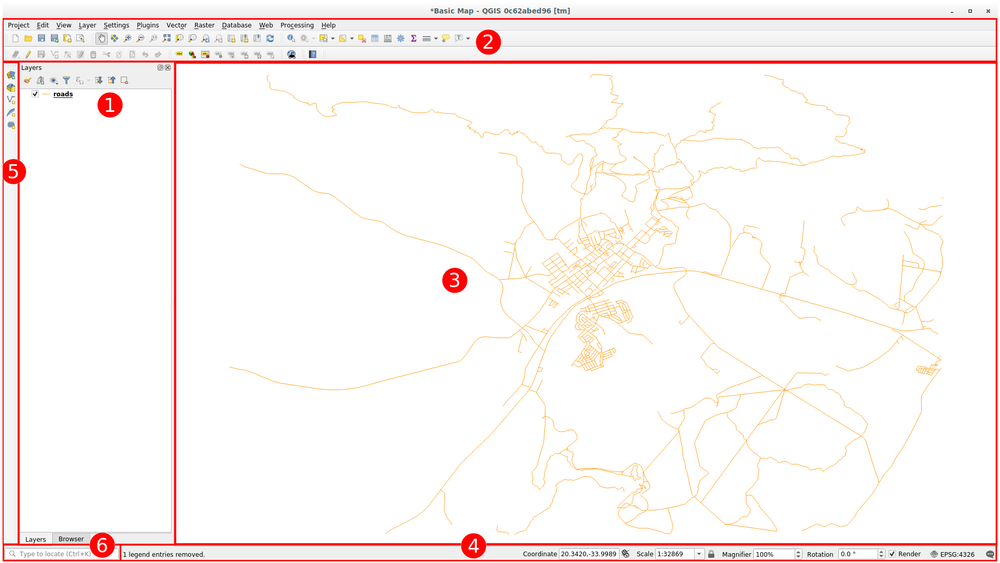 *Basic Map - QGIS 0c62abed96 [tm]
Project Edit View Layer Settings Plugins Vector Raster Database Web Processing Help
2
Layers
roads
1
5
3
Layers Browser
6
4
Type to locate (Ctrl+K)
1 legend entries removed.
Coordinate 20.3420,-33.9989 Scale 1:32869 Magnifier 100% Rotation 0.0 ° Render EPSG:4326